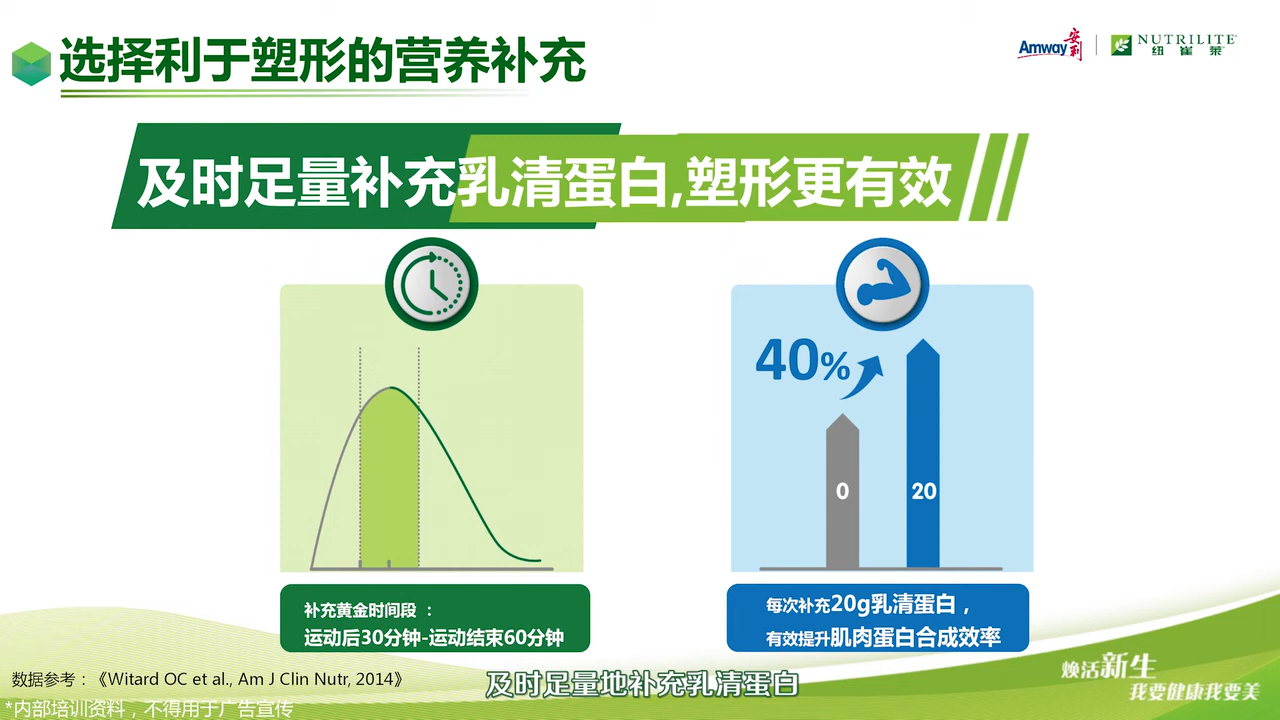 选择利于塑形的营养补充
Amway安利
NUTRILITE®
纽崔莱
及时足量补充乳清蛋白,塑形更有效
40%
0
20
补充黄金时间段：
运动后30分钟-运动结束60分钟
每次补充20g乳清蛋白，
有效提升肌肉蛋白合成效率
焕活新生
我要健康我要美
数据参考：《Witard OC et al., Am J Clin Nutr, 2014》
及时足量地补充乳清蛋白
*内部培训资料，不得用于广告宣传